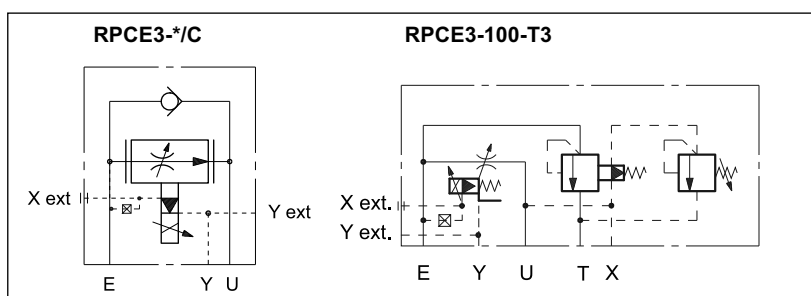 RPCE3-*/C
RPCE3-100-T3
X ext
Y ext
E Y U
X ext.
Y ext.
E Y U T X